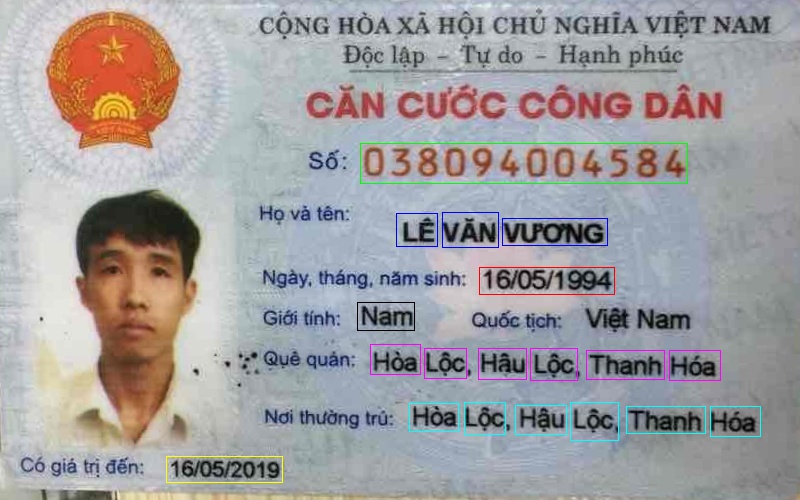 CỘNG HÒA XÃ HỘI CHỦ NGHĨA VIỆT NAM
Độc lập - Tự do - Hạnh phúc
CĂN CƯỚC CÔNG DÂN
Số: 038094004584
Họ và tên:
LÊ VĂN VƯƠNG
Ngày, tháng, năm sinh: 16/05/1994
Giới tính: Nam Quốc tịch: Việt Nam
Quê quán: Hòa Lộc, Hậu Lộc, Thanh Hóa
Nơi thường trú: Hòa Lộc, Hậu Lộc, Thanh Hóa
Có giá trị đến: 16/05/2019